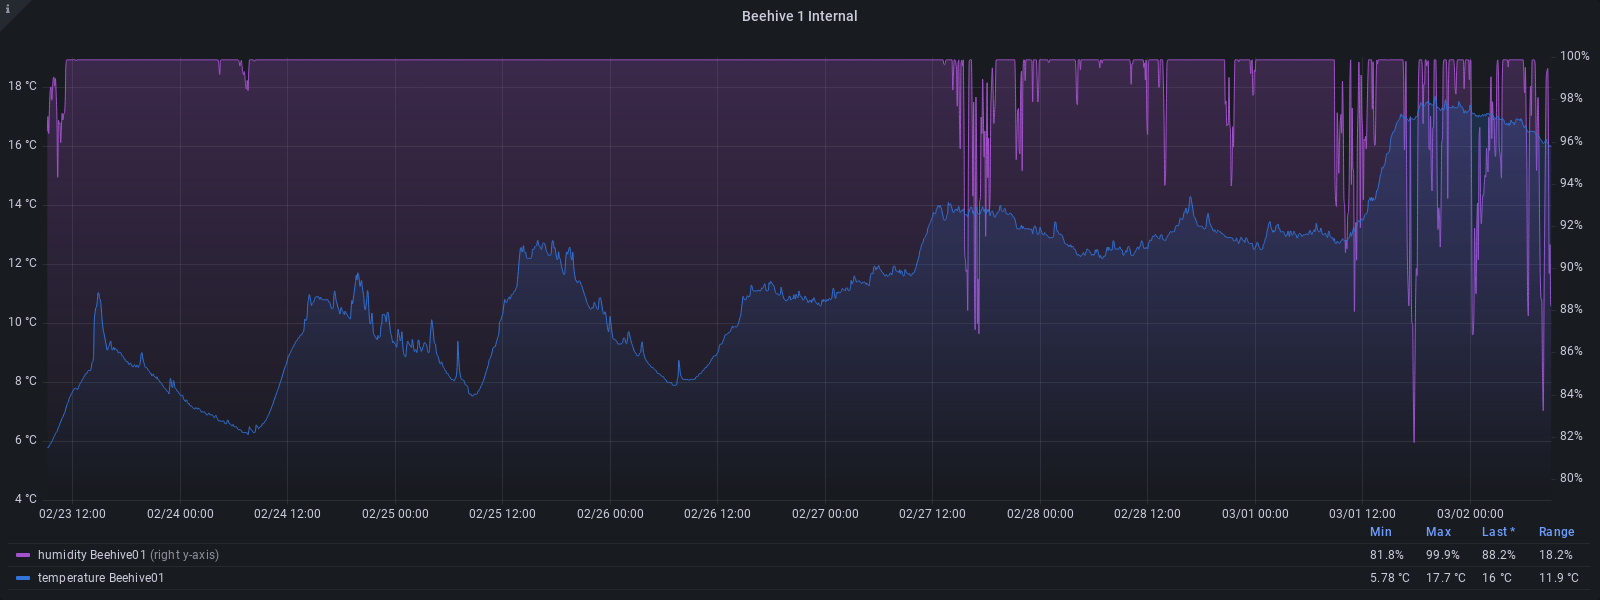 i
Beehive 1 Internal
18 °C
16 °C
14 °C
12 °C
10 °C
8 °C
6 °C
4 °C
100%
98%
96%
94%
92%
90%
88%
86%
84%
82%
80%
02/23 12:00 02/24 00:00 02/24 12:00 02/25 00:00 02/25 12:00 02/26 00:00 02/26 12:00 02/27 00:00 02/27 12:00 02/28 00:00 02/28 12:00 03/01 00:00 03/01 12:00 03/02 00:00
Min Max Last * Range
humidity Beehive01 (right y-axis) 81.8% 99.9% 88.2% 18.2%
temperature Beehive01 5.78 °C 17.7 °C 16 °C 11.9 °C